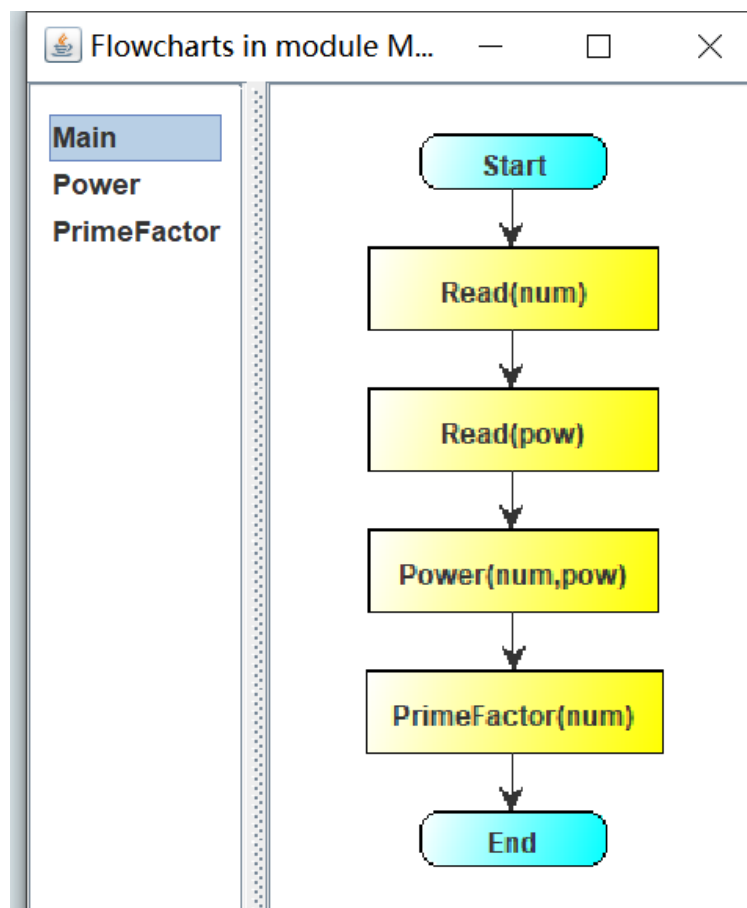 Flowcharts in module M...
Main
Power
PrimeFactor
Start
Read(num)
Read(pow)
Power(num,pow)
PrimeFactor(num)
End